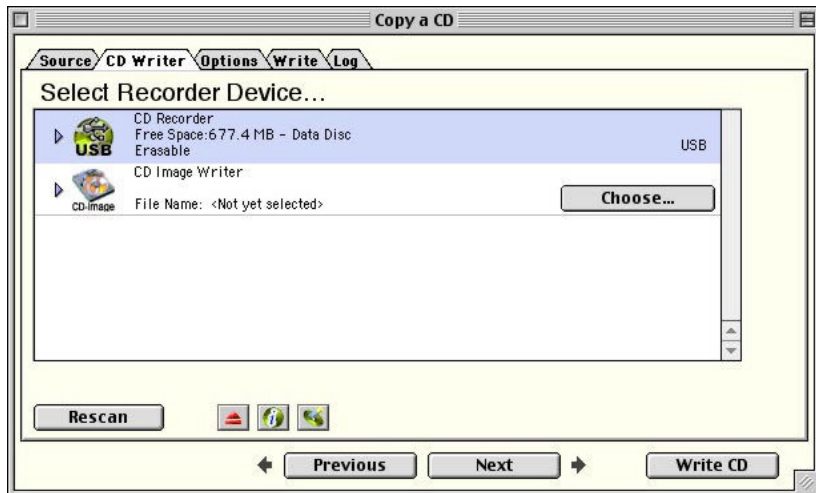 Copy a CD
Source CD Writer Options Write Log
Select Recorder Device...
CD Recorder
Free Space:677.4 MB - Data Disc
USB
Erasable
USB
CD Image Writer
CD-Image
File Name: <Not yet selected>
Choose...
Rescan
Previous Next Write CD